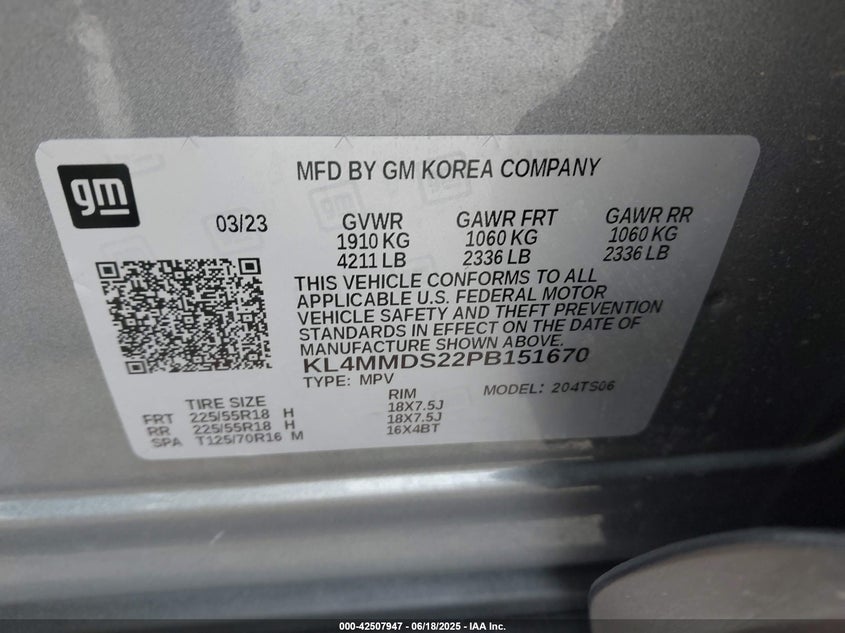 gm
MFD BY GM KOREA COMPANY
03/23 GVWR GAWR FRT GAWR RR
1910 KG 1060 KG 1060 KG
4211 LB 2336 LB 2336 LB
THIS VEHICLE CONFORMS TO ALL
APPLICABLE U.S. FEDERAL MOTOR
VEHICLE SAFETY AND THEFT PREVENTION
STANDARDS IN EFFECT ON THE DATE OF
MANUFACTURE SHOWN ABOVE.
KL4MMDS22PB151670
TYPE: MPV MODEL: 204TS06
TIRE SIZE RIM
FRT 225/55R18 H 18X7.5J
RR 225/55R18 H 18X7.5J
SPA T125/70R16 M 16X4BT
000-42507947 - 06/18/2025 - IAA Inc.